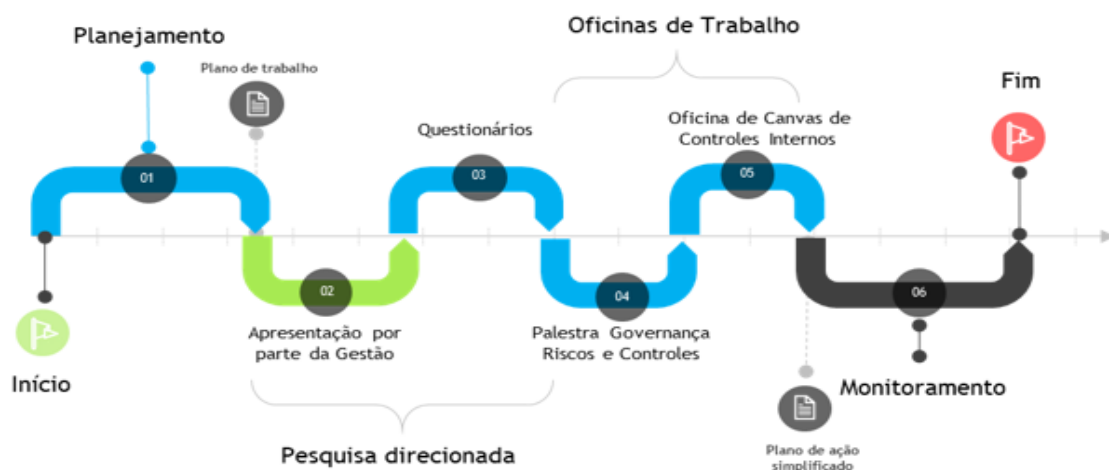 Planejamento
Plano de trabalho
Oficinas de Trabalho
Fim
Questionários
Oficina de Canvas de
Controles Internos
01
03
05
02
04
06
Apresentação por
parte da Gestão
Palestra Governança
Riscos e Controles
Início
Monitoramento
Pesquisa direcionada
Plano de ação
simplificado